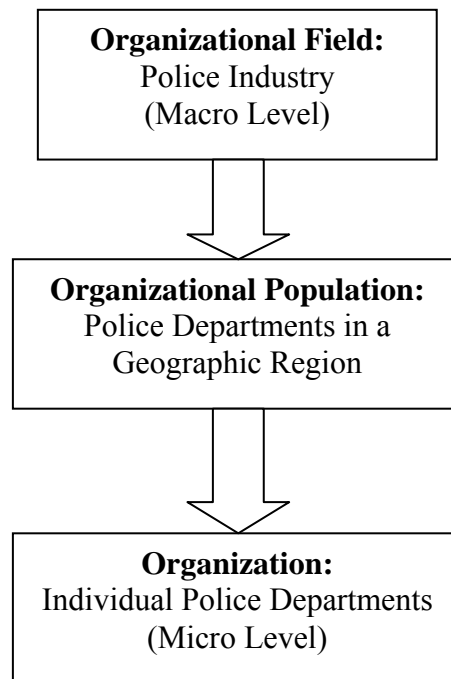 Organizational Field:
Police Industry
(Macro Level)
Organizational Population:
Police Departments in a
Geographic Region
Organization:
Individual Police Departments
(Micro Level)